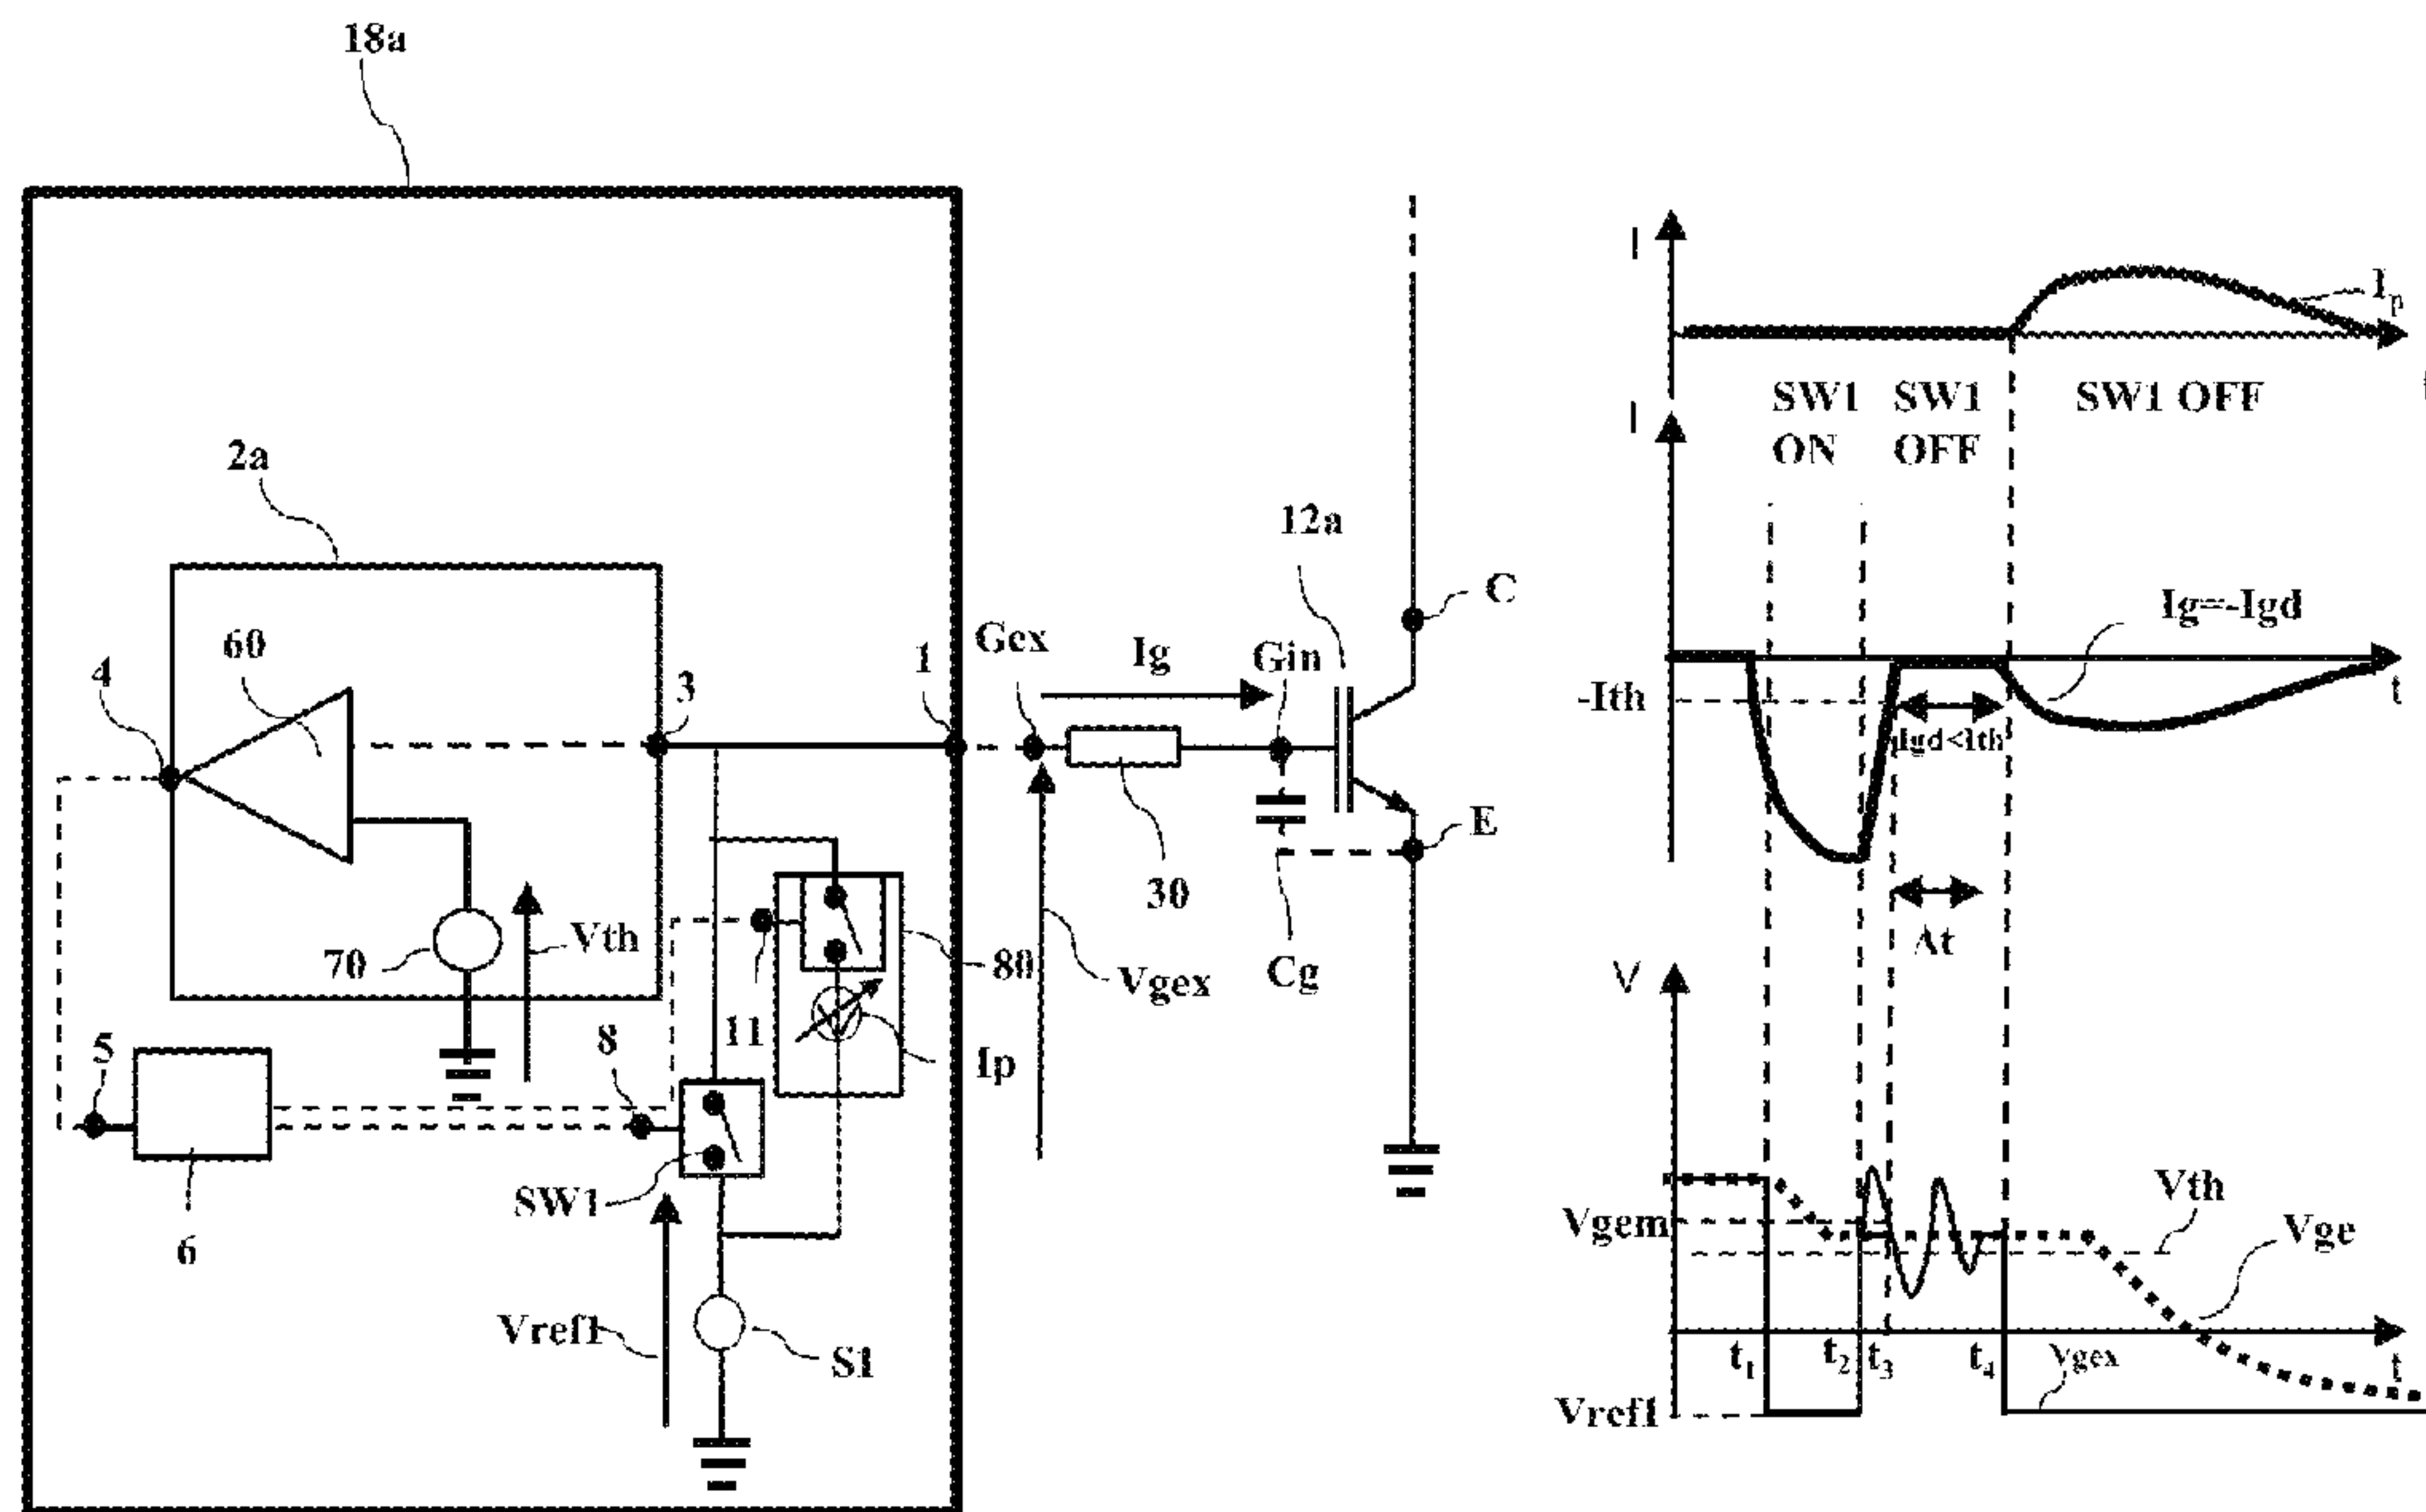 18a
2a
60
4
3
1
70
Vth
5
6
8
11
80
Ip
SW1
Vref1
S1
Gex
Ig
Gin
30
Vgex
Cg
12a
C
E
I
Ip
t
SW1
ON
SW1
OFF
SW1 OFF
I
Ig=-Igd
-Ith
t
Igd<Ith
Δt
V
Vgem
Vth
Vge
t1
t2
t3
t4
Vgex
t
Vref1